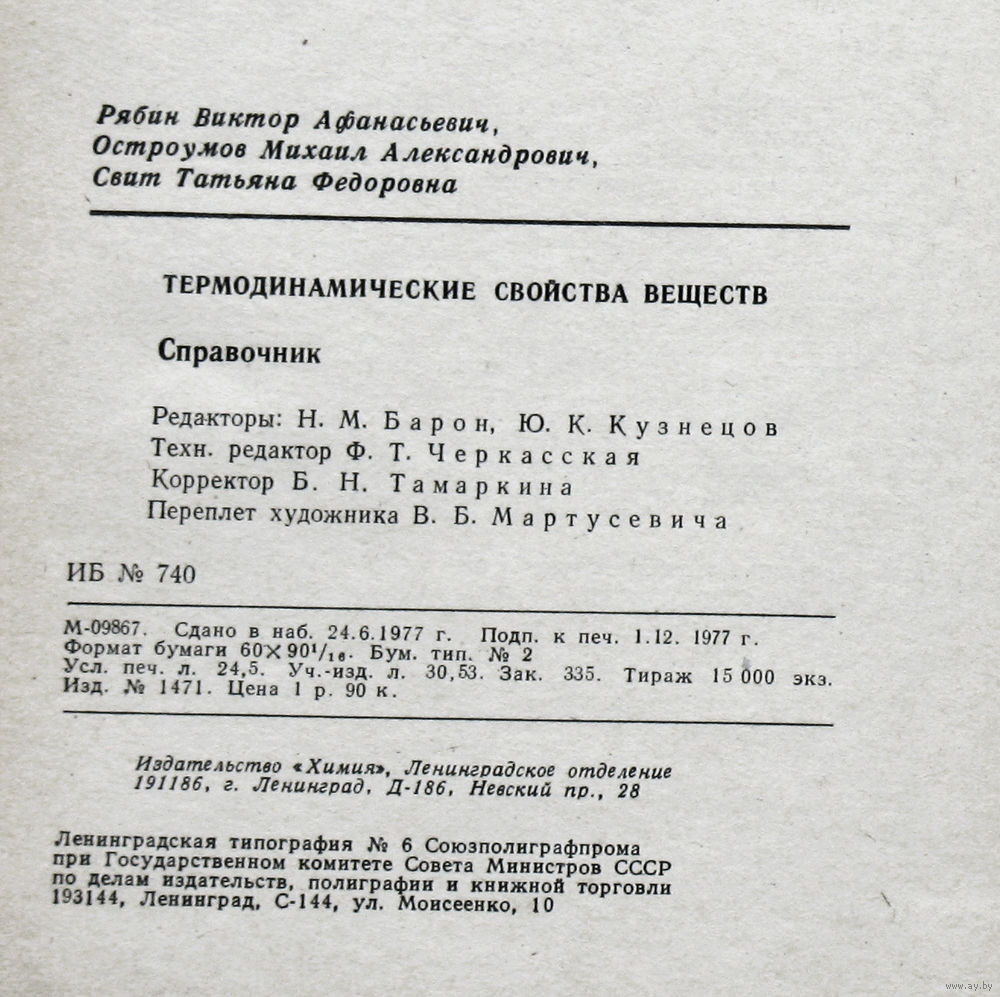 Рябин Виктор Афанасьевич,
Остроумов Михаил Александрович,
Свит Татьяна Федоровна
ТЕРМОДИНАМИЧЕСКИЕ СВОЙСТВА ВЕЩЕСТВ
Справочник
Редакторы: Н. М. Барон, Ю. К. Кузнецов
Техн. редактор Ф. Т. Черкасская
Корректор Б. Н. Тамаркина
Переплет художника В. Б. Мартусевича
ИБ № 740
М-09867. Сдано в наб. 24.6.1977 г. Подп. к печ. 1.12. 1977 г.
Формат бумаги 60×90¹/₁₆. Бум. тип. № 2
Усл. печ. л. 24,5. Уч.-изд. л. 30,53. Зак. 335. Тираж 15 000 экз.
Изд. № 1471. Цена 1 р. 90 к.
Издательство «Химия», Ленинградское отделение
191186, г. Ленинград, Д-186, Невский пр., 28
Ленинградская типография № 6 Союзполиграфпрома
при Государственном комитете Совета Министров СССР
по делам издательств, полиграфии и книжной торговли
193144, Ленинград, С-144, ул. Моисеенко, 10
www.ay.by